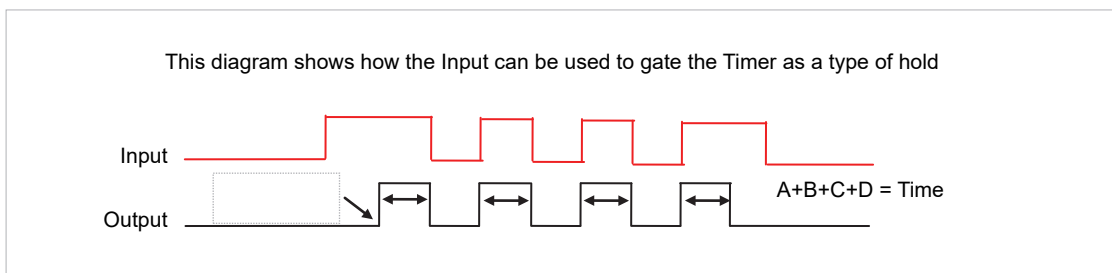 This diagram shows how the Input can be used to gate the Timer as a type of hold
Input
A+B+C+D = Time
Output